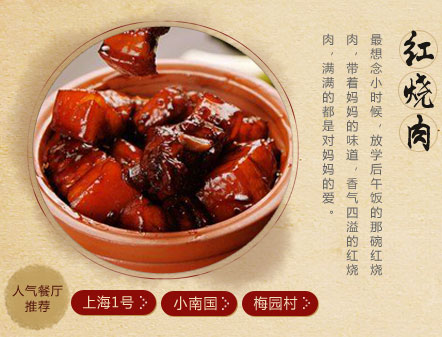 红烧肉
最想念小时候，放学后午饭的那碗红烧
肉，带着妈妈的味道，香气四溢的红烧
肉，满满的都是对妈妈的爱。
人气餐厅
推荐
上海1号
小南国
梅园村